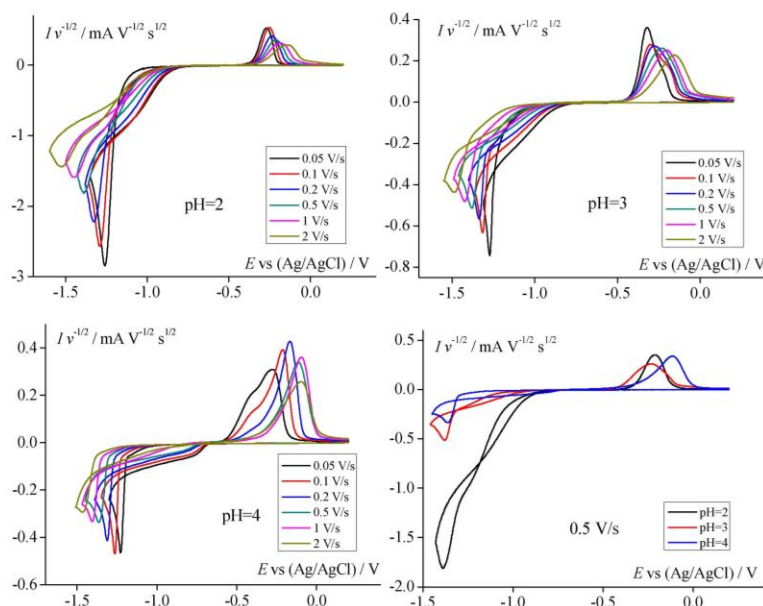 I v⁻¹/² / mA V⁻¹/² s¹/²
0
-1
-2
-3
0.05 V/s
0.1 V/s
0.2 V/s
0.5 V/s
1 V/s
2 V/s
pH=2
E vs (Ag/AgCl) / V
-1.5
-1.0
-0.5
0.0
I v⁻¹/² / mA V⁻¹/² s¹/²
0.4
0.2
0.0
-0.2
-0.4
-0.6
-0.8
0.05 V/s
0.1 V/s
0.2 V/s
0.5 V/s
1 V/s
2 V/s
pH=3
E vs (Ag/AgCl) / V
-1.5
-1.0
-0.5
0.0
I v⁻¹/² / mA V⁻¹/² s¹/²
0.4
0.2
0.0
-0.2
-0.4
-0.6
0.05 V/s
0.1 V/s
0.2 V/s
0.5 V/s
1 V/s
2 V/s
pH=4
E vs (Ag/AgCl) / V
-1.5
-1.0
-0.5
0.0
I v⁻¹/² / mA V⁻¹/² s¹/²
0.5
0.0
-0.5
-1.0
-1.5
-2.0
pH=2
pH=3
pH=4
0.5 V/s
E vs (Ag/AgCl) / V
-1.5
-1.0
-0.5
0.0